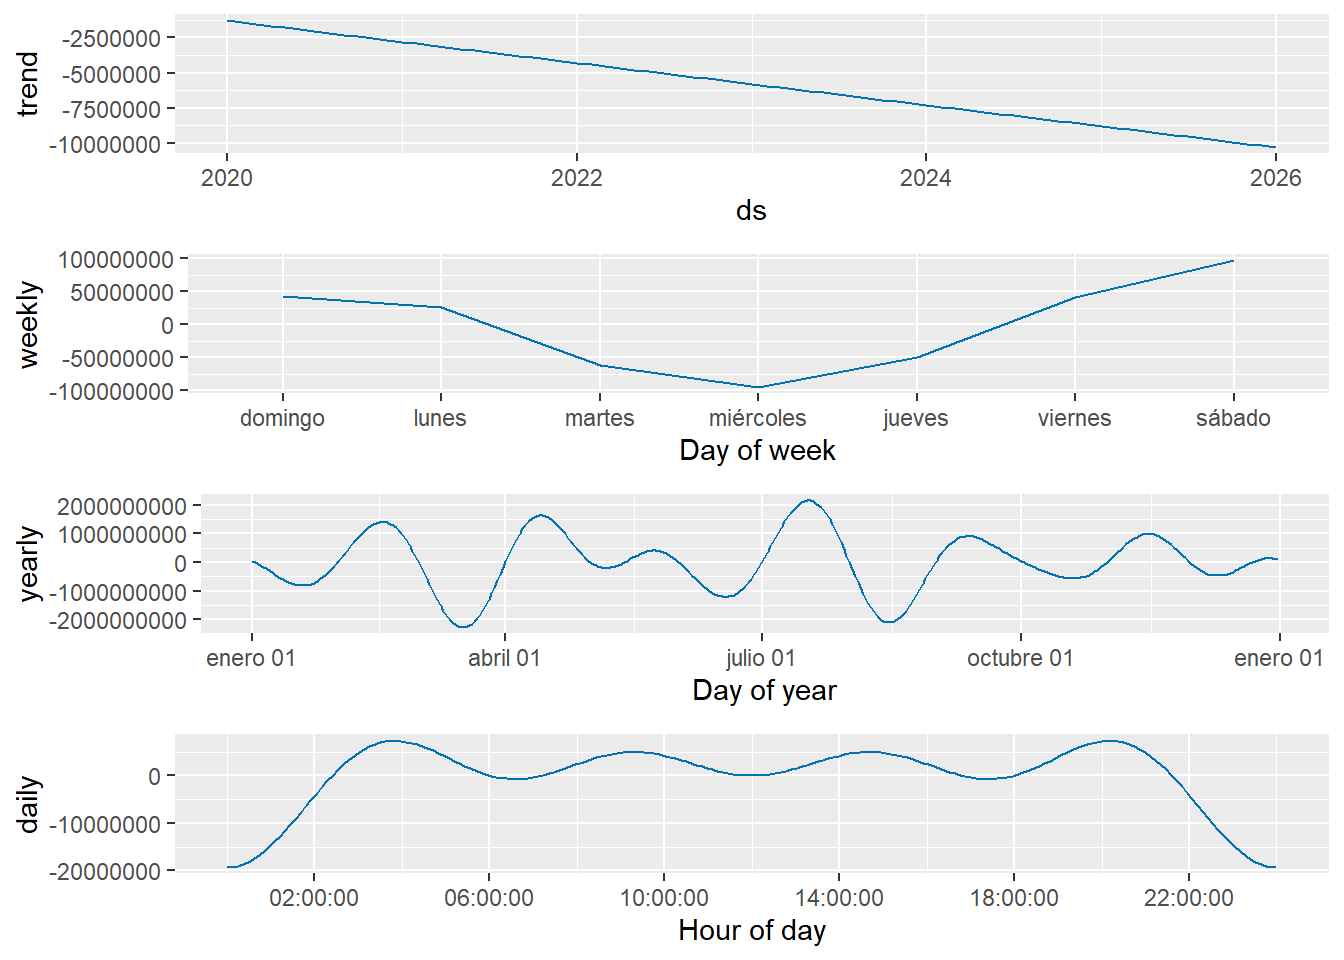 trend
-2500000
-5000000
-7500000
-10000000
2020 2022 2024 2026
ds
weekly
100000000
50000000
0
-50000000
-100000000
domingo lunes martes miércoles jueves viernes sábado
Day of week
yearly
2000000000
1000000000
0
-1000000000
-2000000000
enero 01 abril 01 julio 01 octubre 01 enero 01
Day of year
daily
0
-10000000
-20000000
02:00:00 06:00:00 10:00:00 14:00:00 18:00:00 22:00:00
Hour of day